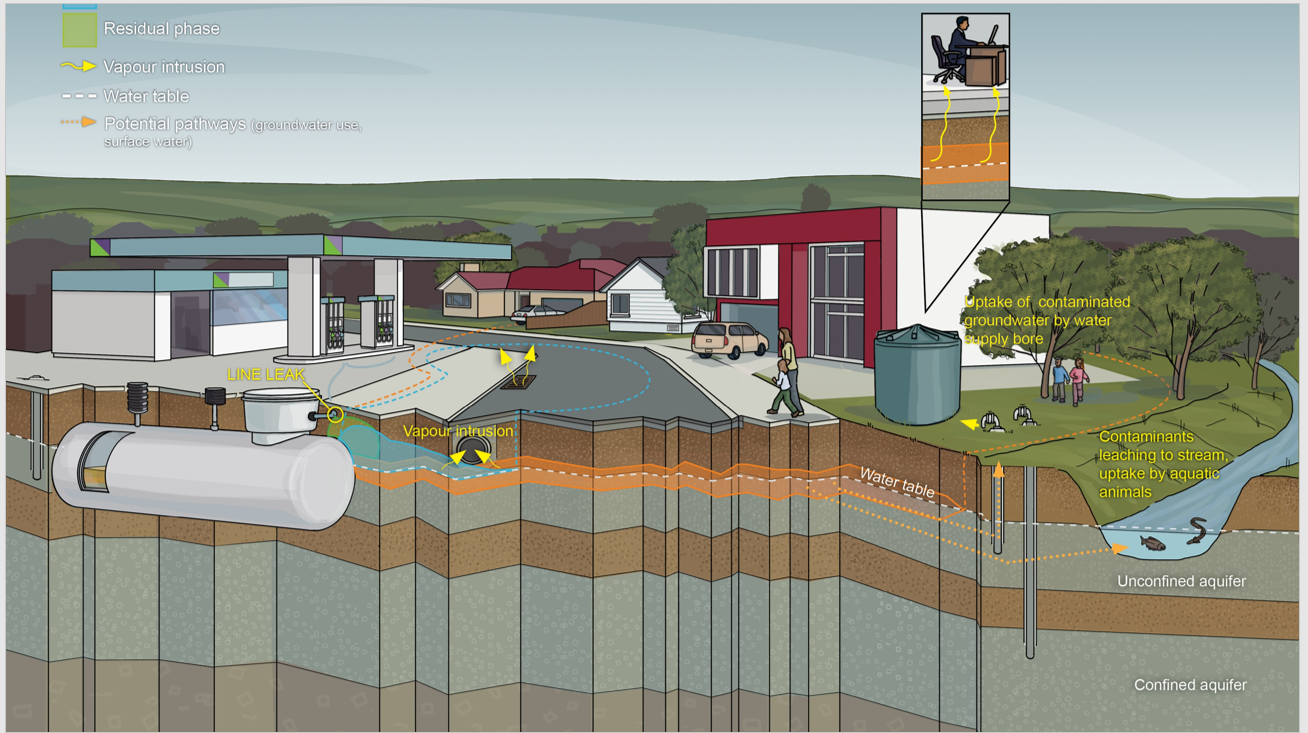 Residual phase
Vapour intrusion
Water table
Potential pathways (groundwater use,
surface water)
Uptake of contaminated
groundwater by water
supply bore
LINE LEAK
Vapour intrusion
Contaminants
leaching to stream,
uptake by aquatic
animals
Water table
Unconfined aquifer
Confined aquifer